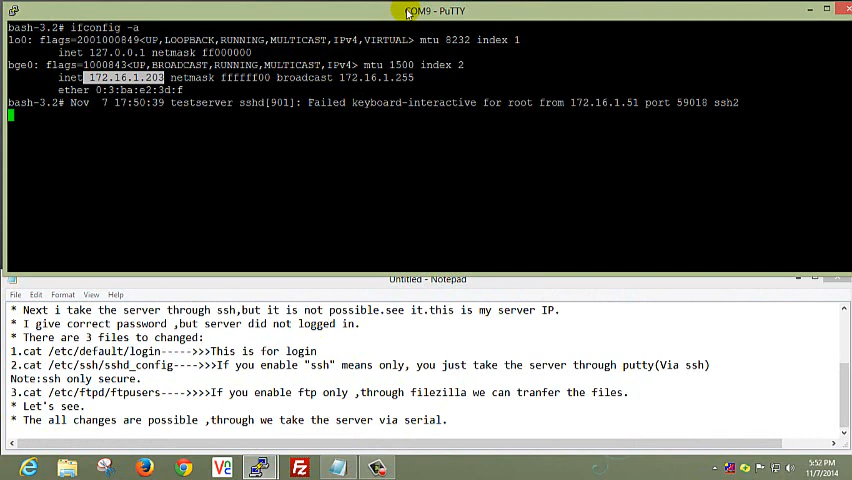 COM9 - PuTTY
bash-3.2# ifconfig -a
lo0: flags=2001000849<UP,LOOPBACK,RUNNING,MULTICAST,IPv4,VIRTUAL> mtu 8232 index 1
inet 127.0.0.1 netmask ff000000
bge0: flags=1000843<UP,BROADCAST,RUNNING,MULTICAST,IPv4> mtu 1500 index 2
inet 172.16.1.203 netmask ffffff00 broadcast 172.16.1.255
ether 0:3:ba:e2:3d:f
bash-3.2# Nov  7 17:50:39 testserver sshd[901]: Failed keyboard-interactive for root from 172.16.1.51 port 59018 ssh2
Untitled - Notepad
File Edit Format View Help
* Next i take the server through ssh,but it is not possible.see it.this is my server IP.
* I give correct password ,but server did not logged in.
* There are 3 files to changed:
1.cat /etc/default/login----->>>This is for login
2.cat /etc/ssh/sshd_config---->>>If you enable "ssh" means only, you just take the server through putty(Via ssh)
Note:ssh only secure.
3.cat /etc/ftpd/ftpusers---->>>>If you enable ftp only ,through filezilla we can tranfer the files.
* Let's see.
* The all changes are possible ,through we take the server via serial.
5:52 PM
11/7/2014